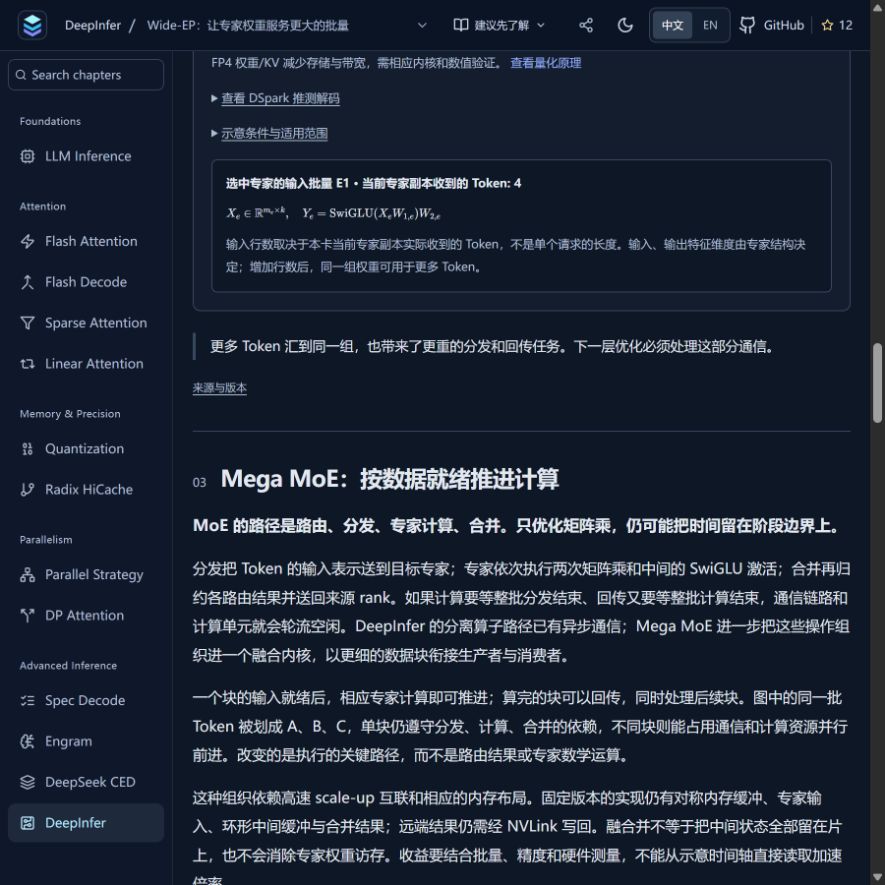 DeepInfer / Wide-EP：让专家权重服务更大的批量
建议先了解
中文 EN
GitHub
12
Search chapters
Foundations
LLM Inference
Attention
Flash Attention
Flash Decode
Sparse Attention
Linear Attention
Memory & Precision
Quantization
Radix HiCache
Parallelism
Parallel Strategy
DP Attention
Advanced Inference
Spec Decode
Engram
DeepSeek CED
DeepInfer
FP4 权重/KV 减少存储与带宽，需相应内核和数值验证。 查看量化原理
▶ 查看 DSpark 推测解码
▶ 示意条件与适用范围
选中专家的输入批量 E1 · 当前专家副本收到的 Token: 4
X_e ∈ ℝ^{m_e×k}, Y_e = SwiGLU(X_e W_{1,e})W_{2,e}
输入行数取决于本卡当前专家副本实际收到的 Token，不是单个请求的长度。输入、输出特征维度由专家结构决
定；增加行数后，同一组权重可用于更多 Token。
更多 Token 汇到同一组，也带来了更重的分发和回传任务。下一层优化必须处理这部分通信。
来源与版本
03 Mega MoE：按数据就绪推进计算
MoE 的路径是路由、分发、专家计算、合并。只优化矩阵乘，仍可能把时间留在阶段边界上。
分发把 Token 的输入表示送到目标专家；专家依次执行两次矩阵乘和中间的 SwiGLU 激活；合并再归
约各路由结果并送回来源 rank。如果计算要等整批分发结束、回传又要等整批计算结束，通信链路和
计算单元就会轮流空闲。DeepInfer 的分离算子路径已有异步通信；Mega MoE 进一步把这些操作组
织进一个融合内核，以更细的数据块衔接生产者与消费者。
一个块的输入就绪后，相应专家计算即可推进；算完的块可以回传，同时处理后续块。图中的同一批
Token 被划成 A、B、C，单块仍遵守分发、计算、合并的依赖，不同块则能占用通信和计算资源并行
前进。改变的是执行的关键路径，而不是路由结果或专家数学运算。
这种组织依赖高速 scale-up 互联和相应的内存布局。固定版本的实现仍有对称内存缓冲、专家输
入、环形中间缓冲与合并结果；远端结果仍需经 NVLink 写回。融合并不等于把中间状态全部留在片
上，也不会消除专家权重访存。收益要结合批量、精度和硬件测量，不能从示意时间轴直接读取加速
倍率。